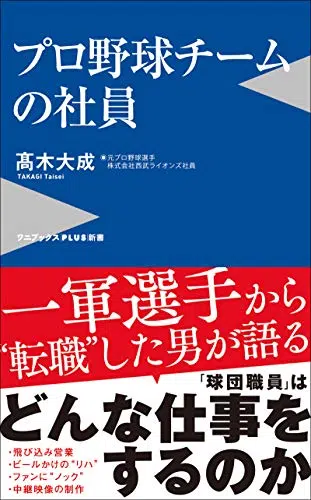 プロ野球チーム
の社員
髙木大成
TAKAGI Taisei
◉元プロ野球選手
株式会社西武ライオンズ社員
ワニブックスPLUS新書
一軍選手から
“転職”した男が語る
「球団職員」は
どんな仕事を
するのか
・飛び込み営業
・ビールかけの“リハ”
・ファンに“ノック”
・中継映像の制作